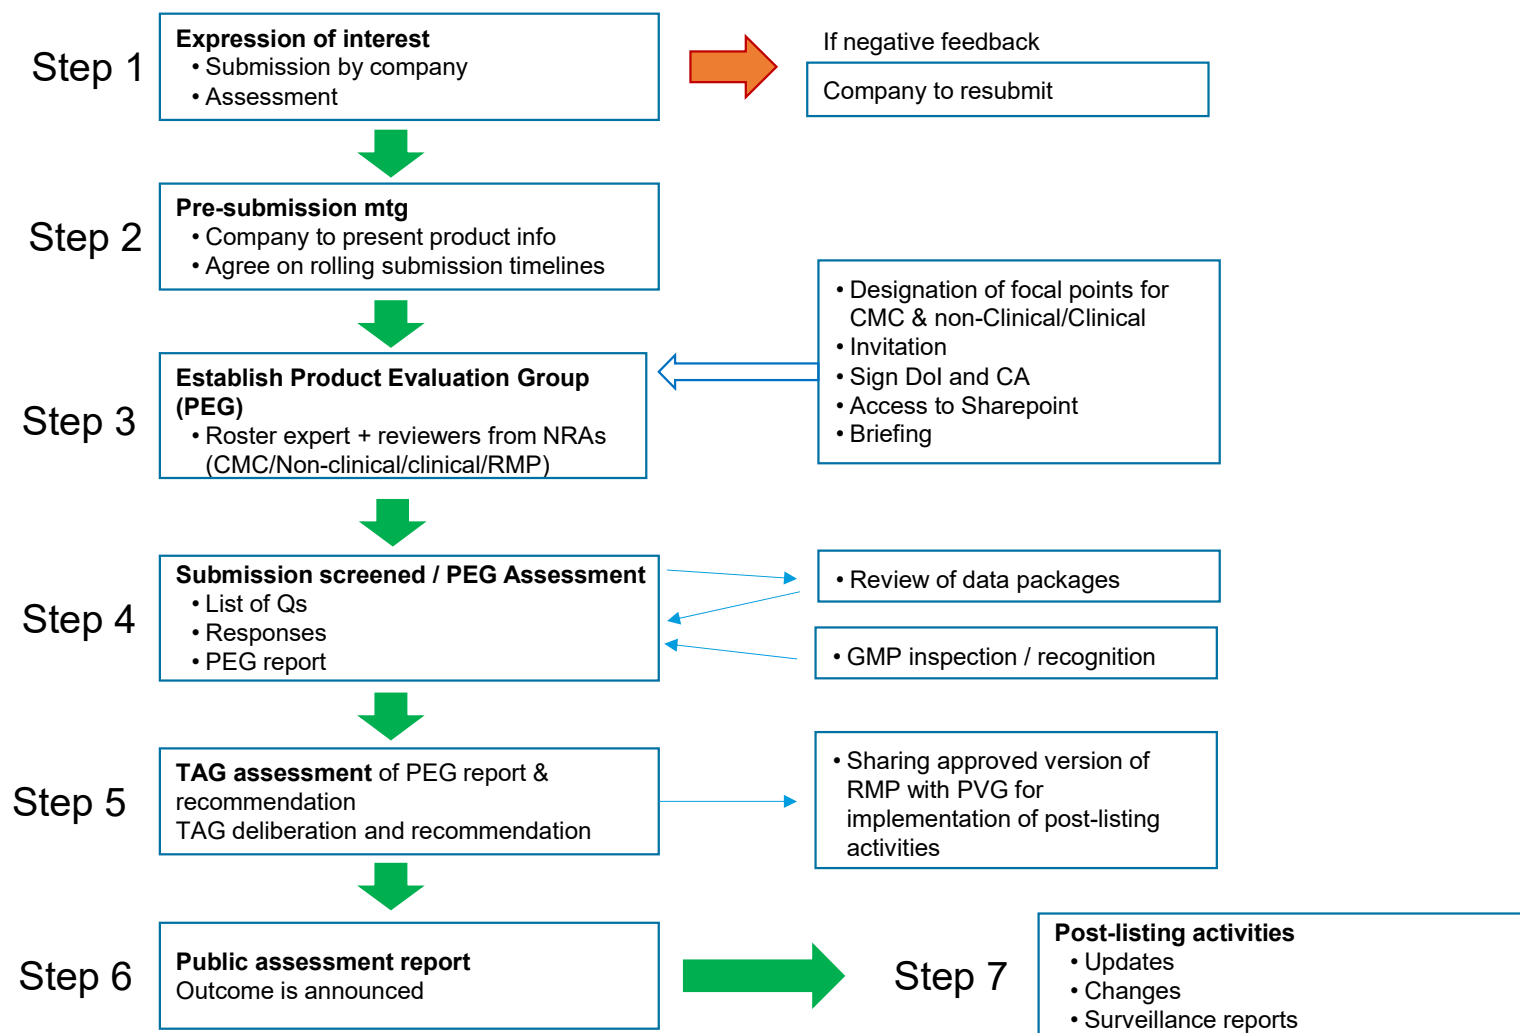 Step 1
Expression of interest
• Submission by company
• Assessment
If negative feedback
Company to resubmit
Step 2
Pre-submission mtg
• Company to present product info
• Agree on rolling submission timelines
Step 3
Establish Product Evaluation Group
(PEG)
• Roster expert + reviewers from NRAs
(CMC/Non-clinical/clinical/RMP)
• Designation of focal points for
CMC & non-Clinical/Clinical
• Invitation
• Sign DoI and CA
• Access to Sharepoint
• Briefing
Step 4
Submission screened / PEG Assessment
• List of Qs
• Responses
• PEG report
• Review of data packages
• GMP inspection / recognition
Step 5
TAG assessment of PEG report &
recommendation
TAG deliberation and recommendation
• Sharing approved version of
RMP with PVG for
implementation of post-listing
activities
Step 6
Public assessment report
Outcome is announced
Step 7
Post-listing activities
• Updates
• Changes
• Surveillance reports